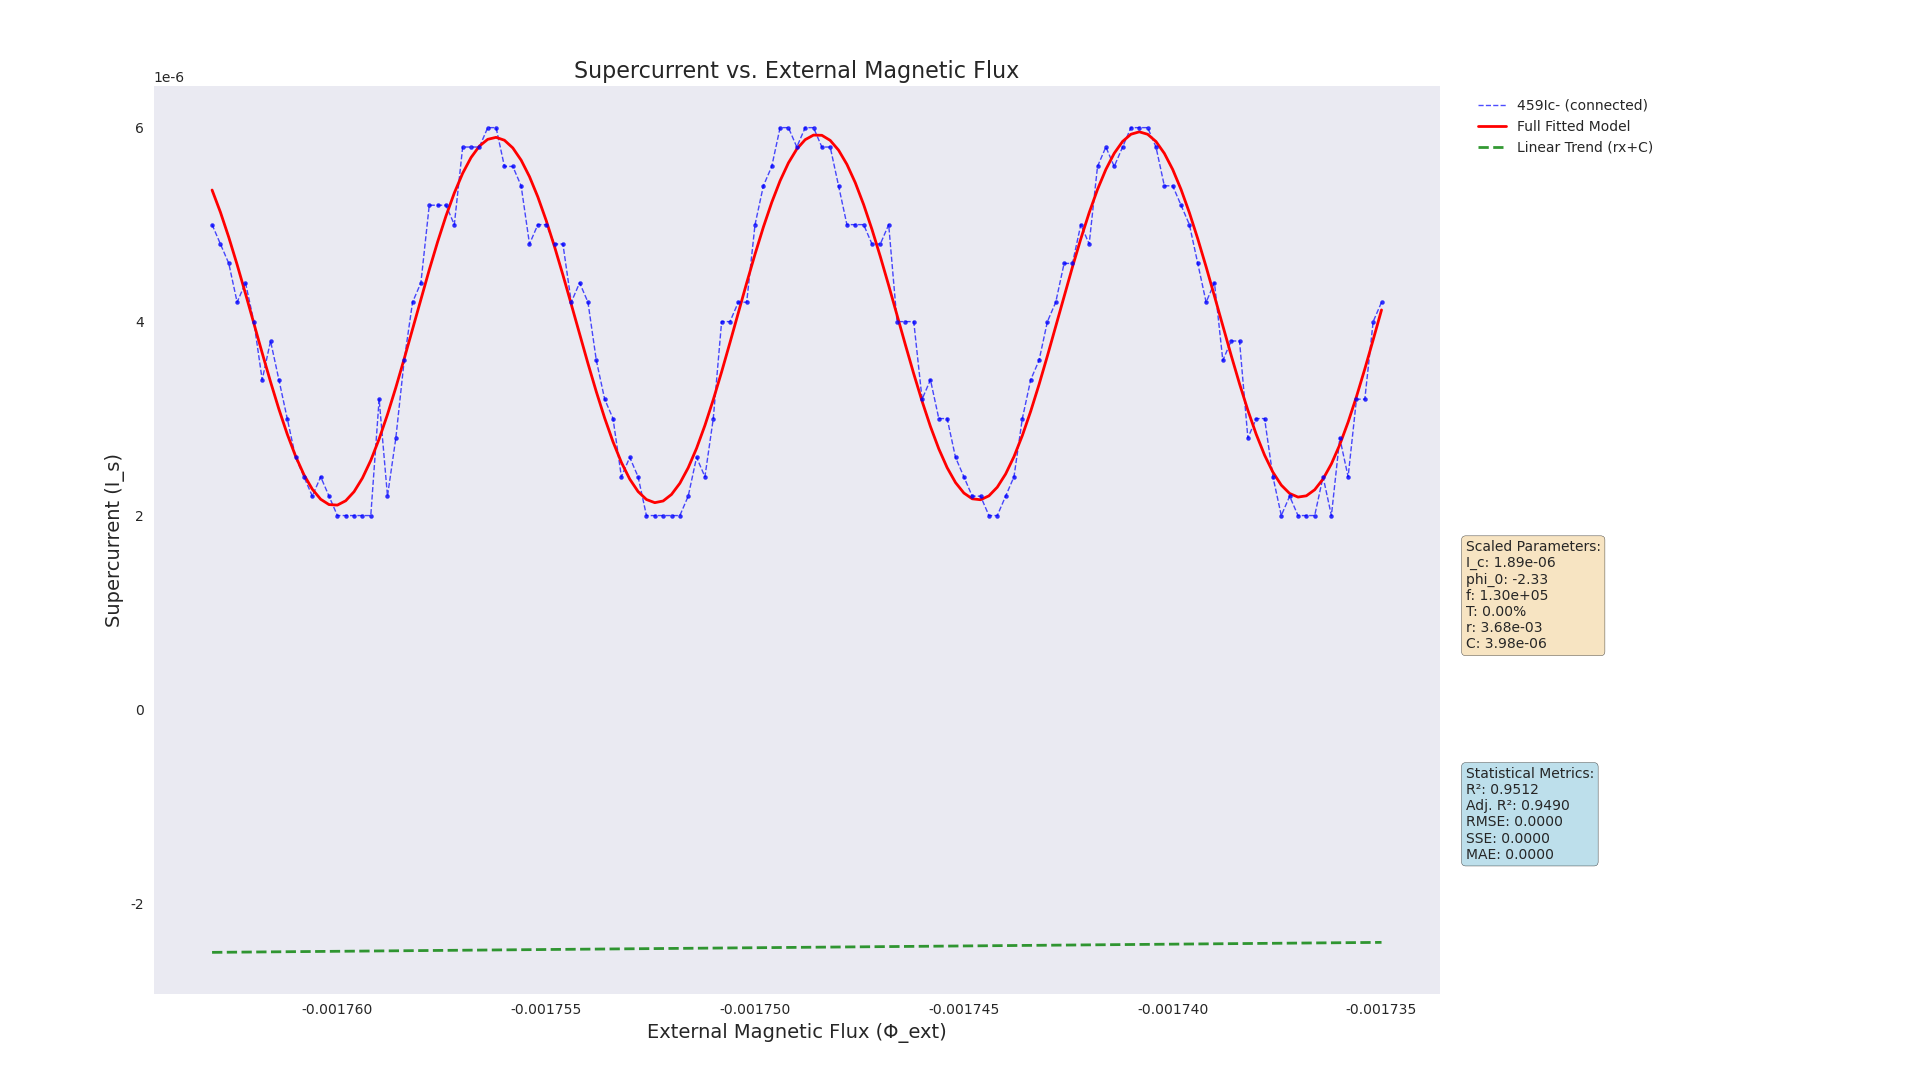 Supercurrent vs. External Magnetic Flux
1e-6
6
4
2
0
-2
Supercurrent (I_s)
-0.001760
-0.001755
-0.001750
-0.001745
-0.001740
-0.001735
External Magnetic Flux (Φ_ext)
459Ic- (connected)
Full Fitted Model
Linear Trend (rx+C)
Scaled Parameters:
I_c: 1.89e-06
phi_0: -2.33
f: 1.30e+05
T: 0.00%
r: 3.68e-03
C: 3.98e-06
Statistical Metrics:
R²: 0.9512
Adj. R²: 0.9490
RMSE: 0.0000
SSE: 0.0000
MAE: 0.0000